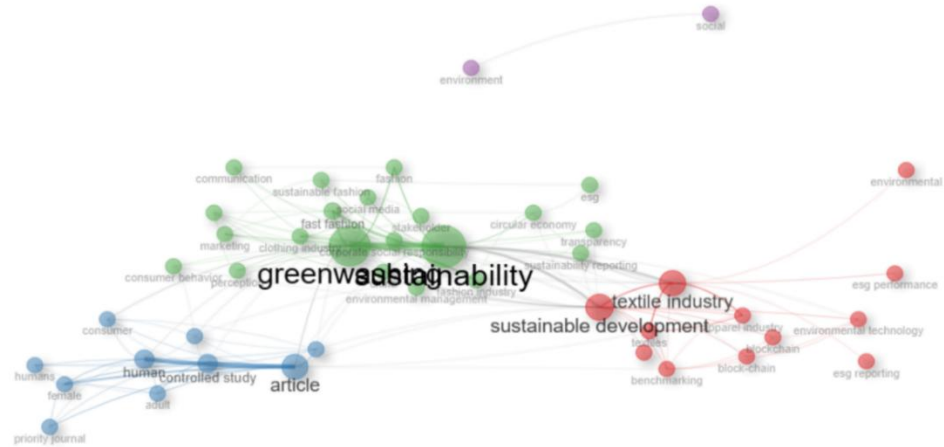 social
environment
communication
fashion
environmental
sustainable fashion
esg
social media
fast fashion
stakeholder
circular economy
marketing
clothing industry
transparency
corporate social responsibility
sustainability reporting
consumer behavior
perception
greenwashing
sustainability
esg performance
fashion industry
environmental management
textile industry
sustainable development
apparel industry
environmental technology
consumer
textiles
blockchain
block-chain
humans
human
controlled study
article
benchmarking
esg reporting
female
adult
priority journal